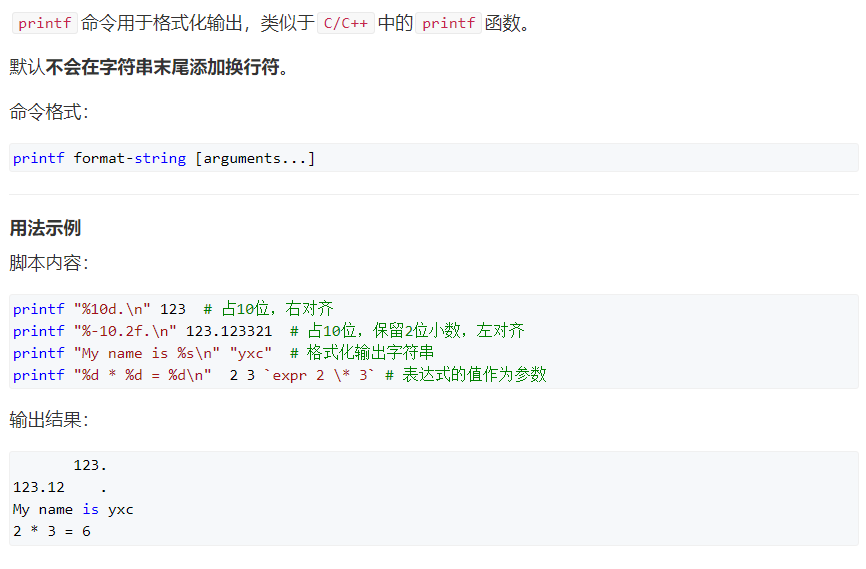 printf 命令用于格式化输出，类似于 C/C++ 中的 printf 函数。
默认不会在字符串末尾添加换行符。
命令格式：
printf format-string [arguments...]
用法示例
脚本内容：
printf "%10d.\n" 123  # 占10位，右对齐
printf "%-10.2f.\n" 123.123321  # 占10位，保留2位小数，左对齐
printf "My name is %s\n" "yxc"  # 格式化输出字符串
printf "%d * %d = %d\n"  2 3 `expr 2 \* 3` # 表达式的值作为参数
输出结果：
       123.
123.12    .
My name is yxc
2 * 3 = 6